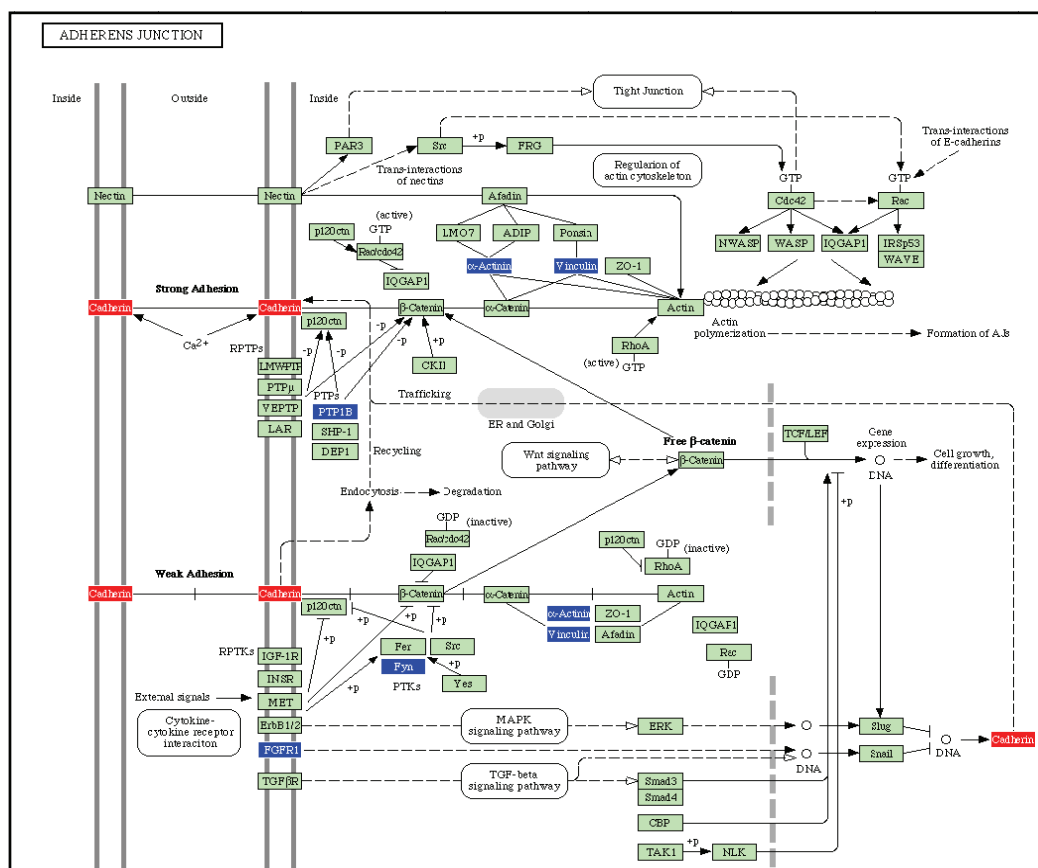 ADHERENS JUNCTION
Inside
Outside
Inside
Tight Junction
PAR3
Src
+p
FRG
Trans-interactions
of E-cadherins
Trans-interactions
of nectins
Regulation of
actin cytoskeleton
GTP
GTP
Nectin
Nectin
Afadin
Cdc42
Rac
(active)
GTP
p120ctn
Rac/cdc42
IQGAP1
LMO7
ADIP
Ponsin
α-Actinin
Vinculin
ZO-1
NWASP
WASP
IQGAP1
IRSp53
WAVE
Strong Adhesion
Cadherin
Cadherin
p120ctn
β-Catenin
α-Catenin
Actin
Actin
polymerization
Formation of AJs
Ca2+
RPTPs
-p
-p
-p
-p
+p
CKII
RhoA
(active)
GTP
LMW-PTP
PTPμ
VEPTP
LAR
PTPs
PTP1B
SHP-1
DEP1
Trafficking
ER and Golgi
Recycling
Endocytosis
Degradation
Wnt signaling
pathway
Free β-catenin
β-Catenin
TCF/LEF
Gene
expression
DNA
Cell growth,
differentiation
+p
GDP
(inactive)
Rac/cdc42
IQGAP1
p120ctn
GDP
(inactive)
RhoA
Weak Adhesion
Cadherin
Cadherin
p120ctn
β-Catenin
α-Catenin
Actin
α-Actinin
ZO-1
Vinculin
Afadin
IQGAP1
Rac
GDP
+p
+p
+p
+p
Fer
Src
Fyn
+p
PTKs
Yes
+p
RPTKs
IGF-1R
INSR
External signals
MET
ErbB1/2
FGFR1
TGFβR
Cytokine-
cytokine receptor
interaciton
MAPK
signaling pathway
ERK
TGF-beta
signaling pathway
DNA
Slug
Snail
DNA
Cadherin
Smad3
Smad4
CBP
TAK1
+p
NLK